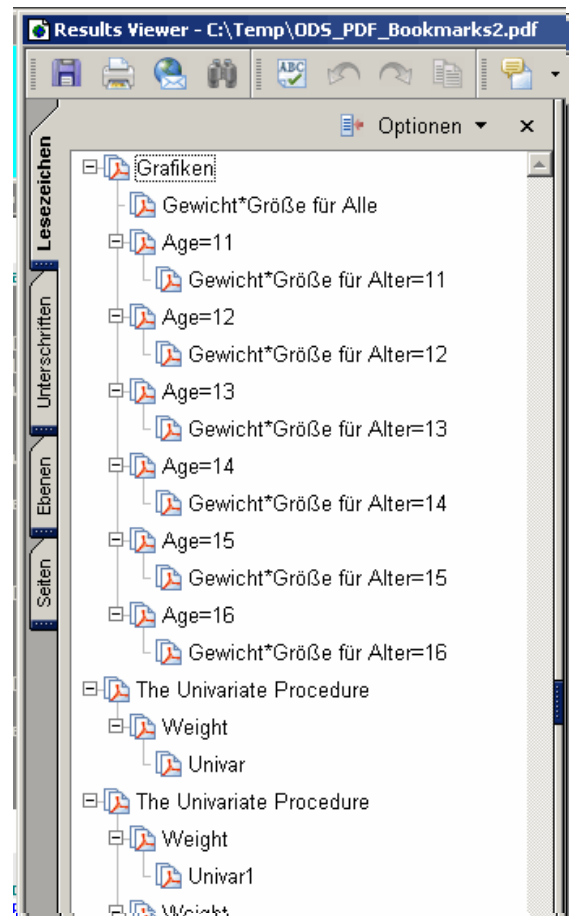 Results Viewer - C:\Temp\ODS_PDF_Bookmarks2.pdf
ABC
Optionen
Lesezeichen
Unterschriften
Ebenen
Seiten
Grafiken
Gewicht*Größe für Alle
Age=11
Gewicht*Größe für Alter=11
Age=12
Gewicht*Größe für Alter=12
Age=13
Gewicht*Größe für Alter=13
Age=14
Gewicht*Größe für Alter=14
Age=15
Gewicht*Größe für Alter=15
Age=16
Gewicht*Größe für Alter=16
The Univariate Procedure
Weight
Univar
The Univariate Procedure
Weight
Univar1
Weight